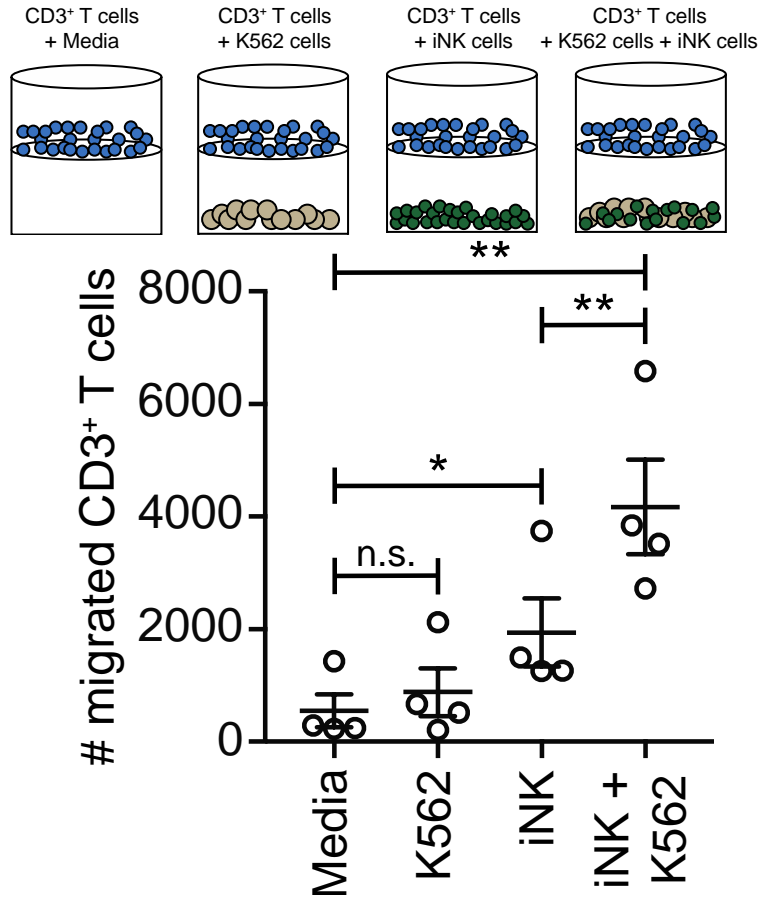 CD3⁺ T cells
+ Media
CD3⁺ T cells
+ K562 cells
CD3⁺ T cells
+ iNK cells
CD3⁺ T cells
+ K562 cells + iNK cells
# migrated CD3⁺ T cells
8000
6000
4000
2000
0
**
**
*
n.s.
Media
K562
iNK
iNK +
K562